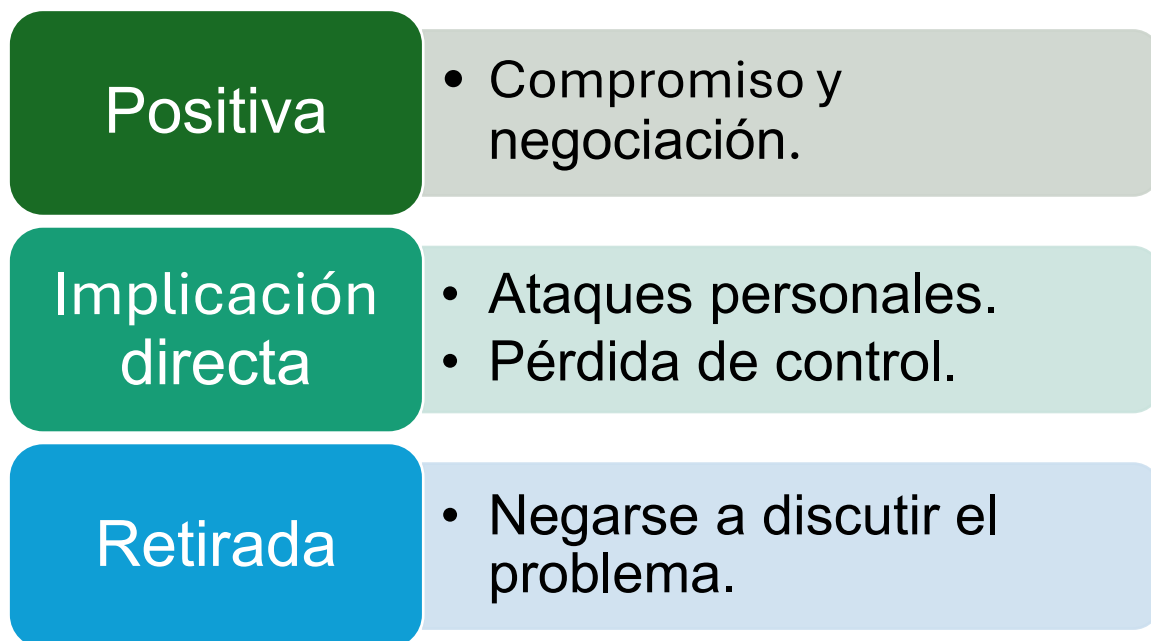 Positiva
• Compromiso y
negociación.
Implicación
directa
• Ataques personales.
• Pérdida de control.
Retirada
• Negarse a discutir el
problema.